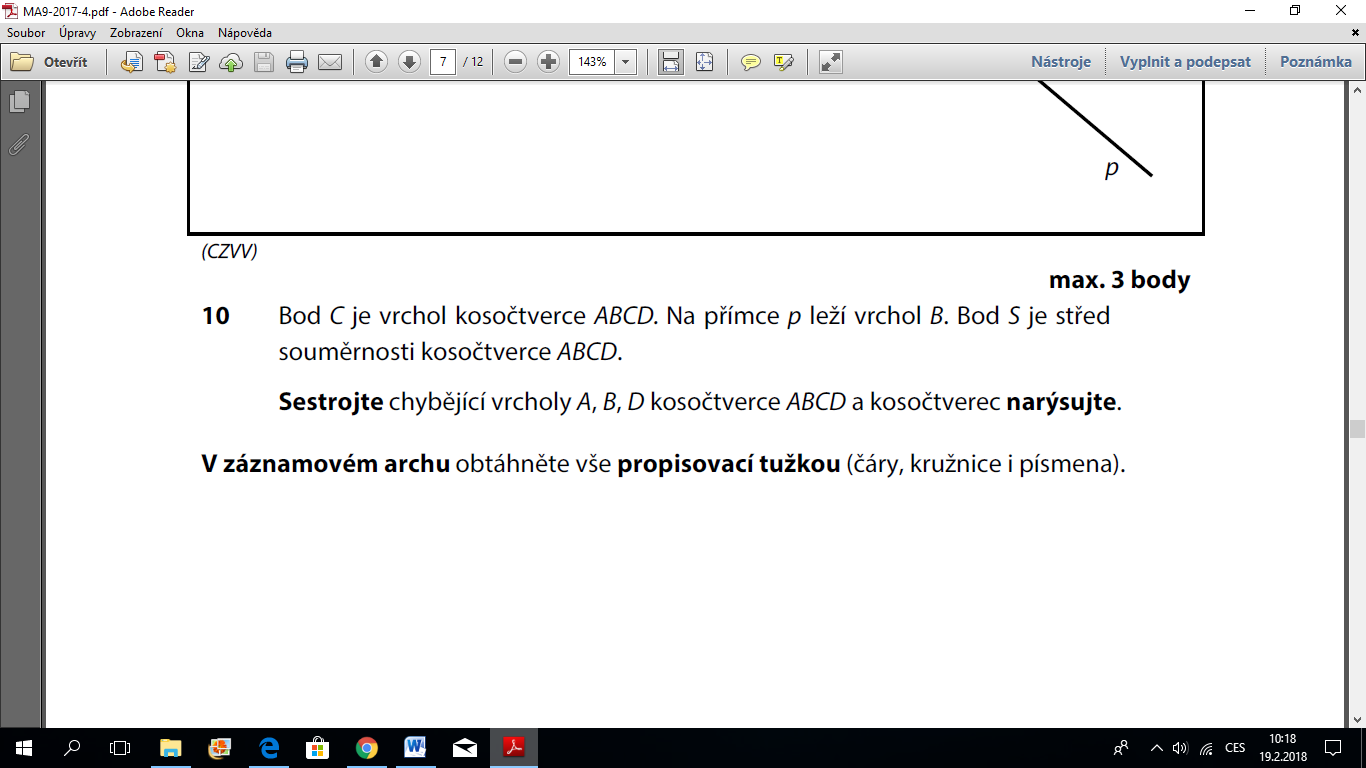 MA9-2017-4.pdf - Adobe Reader
Soubor Úpravy Zobrazení Okna Nápověda
Otevřít 7 / 12 143% Nástroje Vyplnit a podepsat Poznámka
p
(CZVV)
max. 3 body
10 Bod C je vrchol kosočtverce ABCD. Na přímce p leží vrchol B. Bod S je střed
souměrnosti kosočtverce ABCD.
Sestrojte chybějící vrcholy A, B, D kosočtverce ABCD a kosočtverec narýsujte.
V záznamovém archu obtáhněte vše propisovací tužkou (čáry, kružnice i písmena).
CES
10:18
19.2.2018